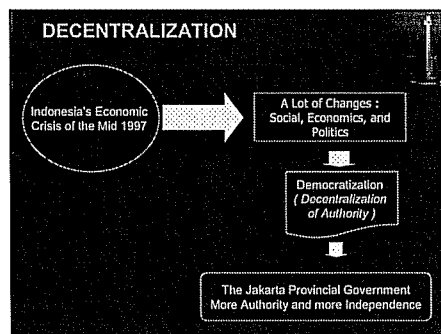 DECENTRALIZATION
Indonesia's Economic
Crisis of the Mid 1997
A Lot of Changes :
Social, Economics, and
Politics
Democratization
( Decentralization
of Authority )
The Jakarta Provincial Government
More Authority and more Independence